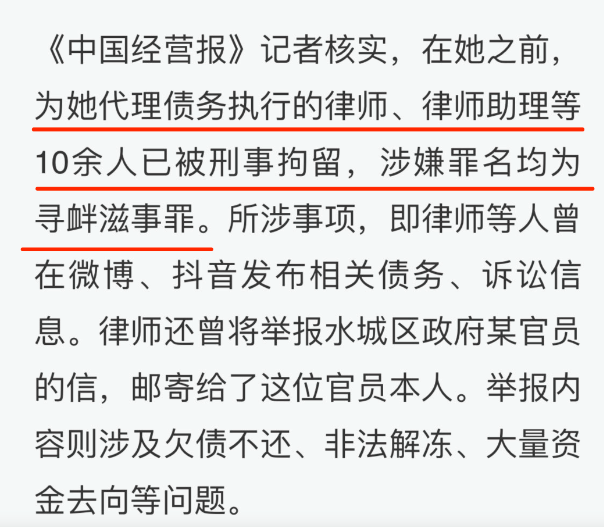 《中国经营报》记者核实，在她之前，
为她代理债务执行的律师、律师助理等
10余人已被刑事拘留，涉嫌罪名均为
寻衅滋事罪。所涉事项，即律师等人曾
在微博、抖音发布相关债务、诉讼信
息。律师还曾将举报水城区政府某官员
的信，邮寄给了这位官员本人。举报内
容则涉及欠债不还、非法解冻、大量资
金去向等问题。